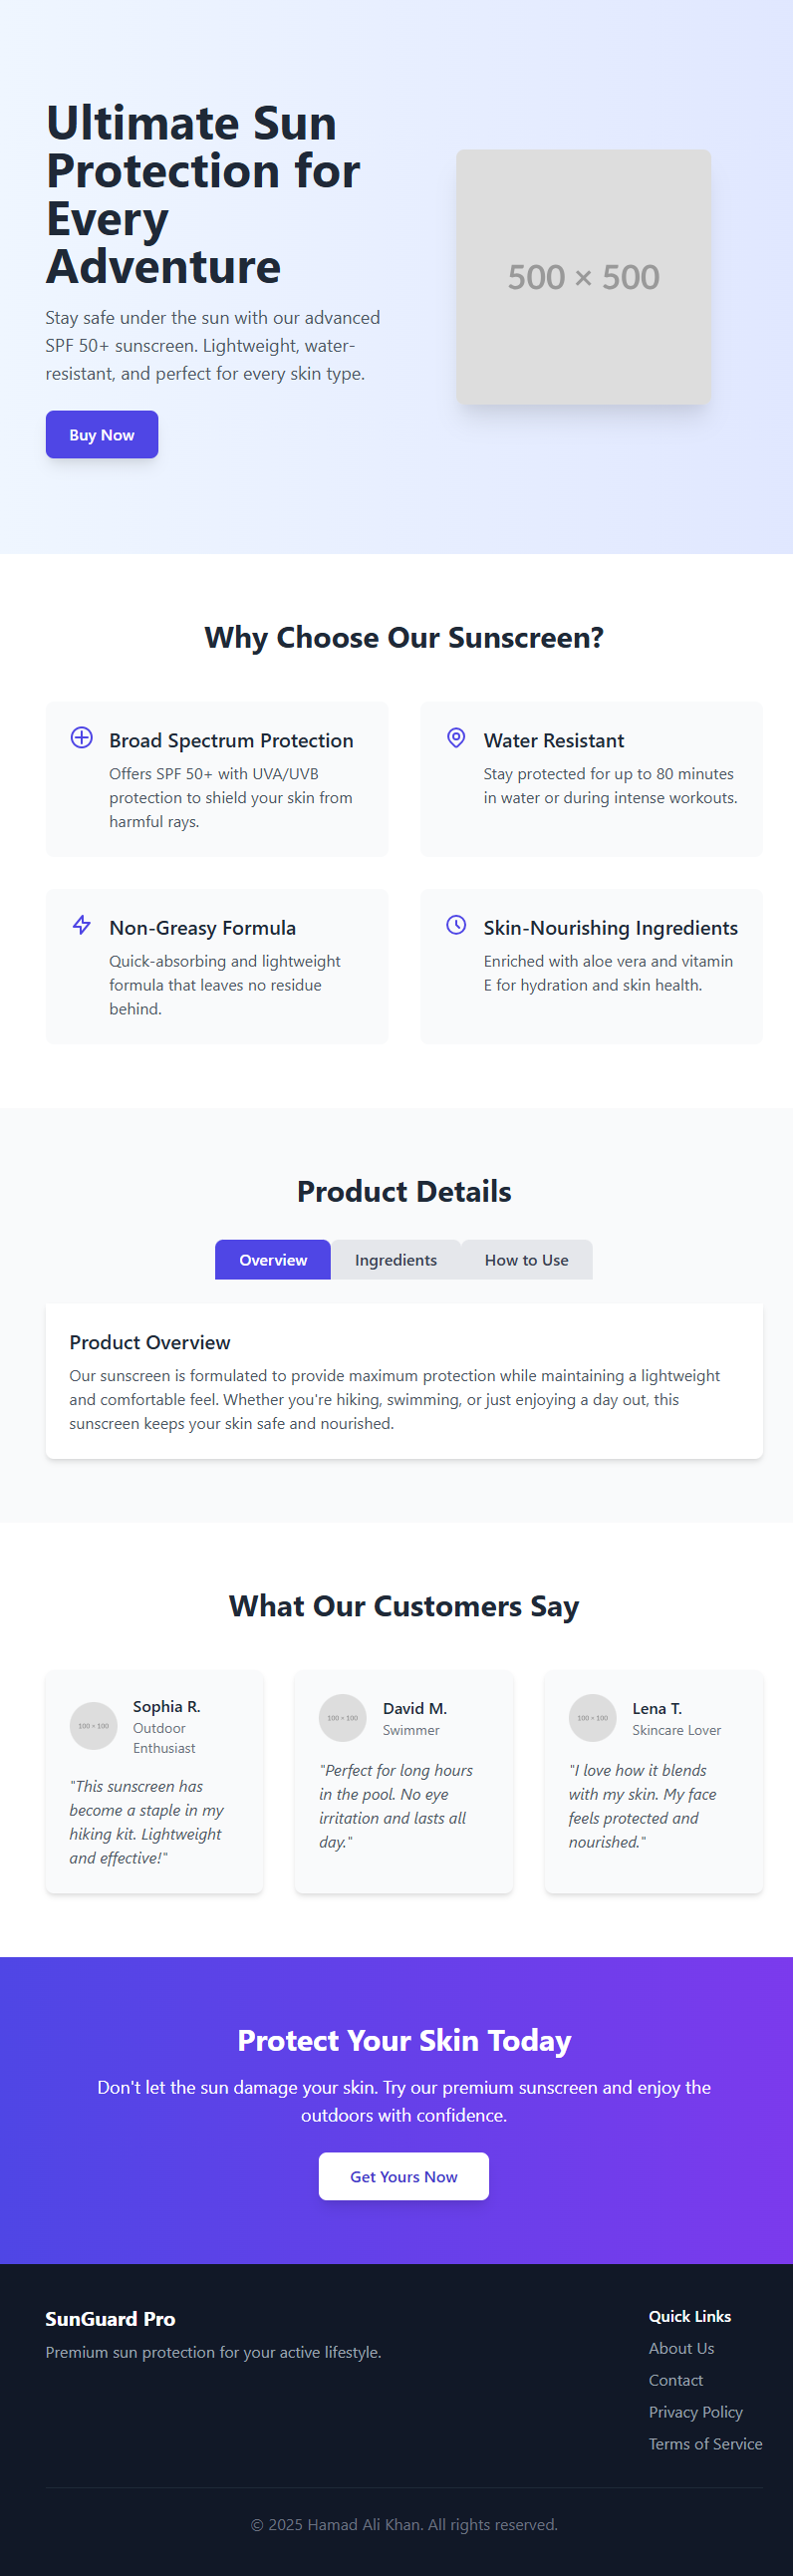 Ultimate Sun
Protection for
Every
Adventure
Stay safe under the sun with our advanced
SPF 50+ sunscreen. Lightweight, water-
resistant, and perfect for every skin type.
Buy Now
500 × 500
Why Choose Our Sunscreen?
Broad Spectrum Protection
Offers SPF 50+ with UVA/UVB
protection to shield your skin from
harmful rays.
Water Resistant
Stay protected for up to 80 minutes
in water or during intense workouts.
Non-Greasy Formula
Quick-absorbing and lightweight
formula that leaves no residue
behind.
Skin-Nourishing Ingredients
Enriched with aloe vera and vitamin
E for hydration and skin health.
Product Details
Overview
Ingredients
How to Use
Product Overview
Our sunscreen is formulated to provide maximum protection while maintaining a lightweight
and comfortable feel. Whether you're hiking, swimming, or just enjoying a day out, this
sunscreen keeps your skin safe and nourished.
What Our Customers Say
100 × 100
Sophia R.
Outdoor
Enthusiast
"This sunscreen has
become a staple in my
hiking kit. Lightweight
and effective!"
100 × 100
David M.
Swimmer
"Perfect for long hours
in the pool. No eye
irritation and lasts all
day."
100 × 100
Lena T.
Skincare Lover
"I love how it blends
with my skin. My face
feels protected and
nourished."
Protect Your Skin Today
Don't let the sun damage your skin. Try our premium sunscreen and enjoy the
outdoors with confidence.
Get Yours Now
SunGuard Pro
Premium sun protection for your active lifestyle.
Quick Links
About Us
Contact
Privacy Policy
Terms of Service
© 2025 Hamad Ali Khan. All rights reserved.